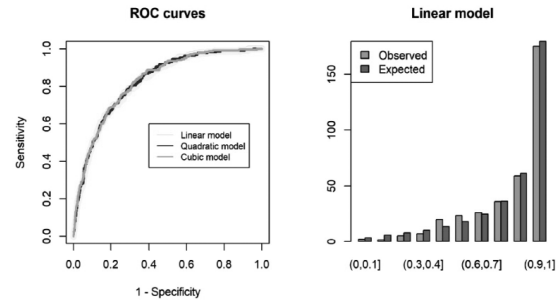 ROC curves
Sensitivity
1.0
0.8
0.6
0.4
0.2
0.0
Linear model
Quadratic model
Cubic model
0.0 0.2 0.4 0.6 0.8 1.0
1 - Specificity
Linear model
Observed
Expected
150
100
50
0
(0,0.1] (0.3,0.4] (0.6,0.7] (0.9,1]